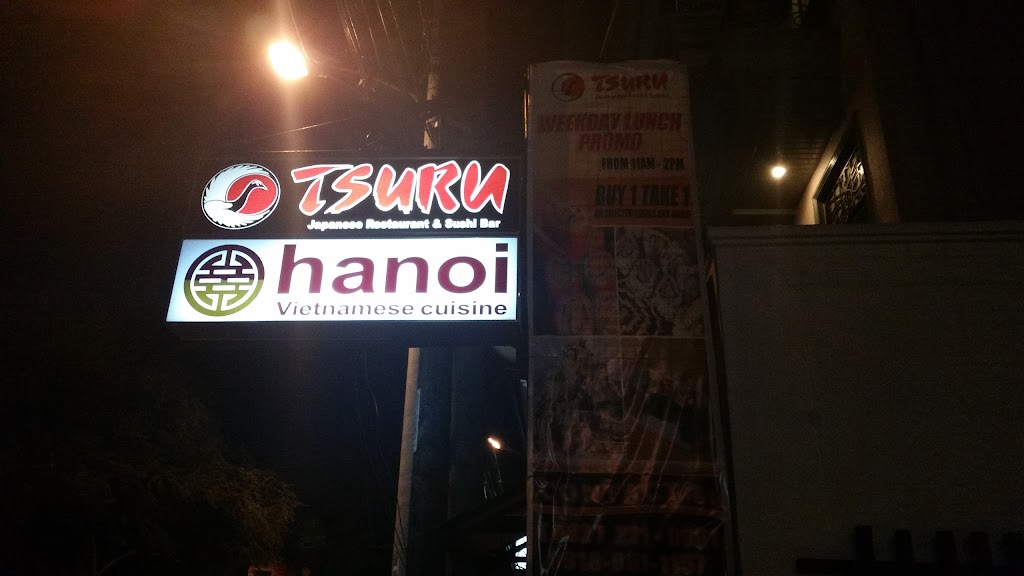 TSURU
Japanese Restaurant & Sushi Bar
hanoi
Vietnamese cuisine
TSURU
WEEKDAY LUNCH
PROMO
FROM 11AM - 2PM
BUY 1 TAKE 1